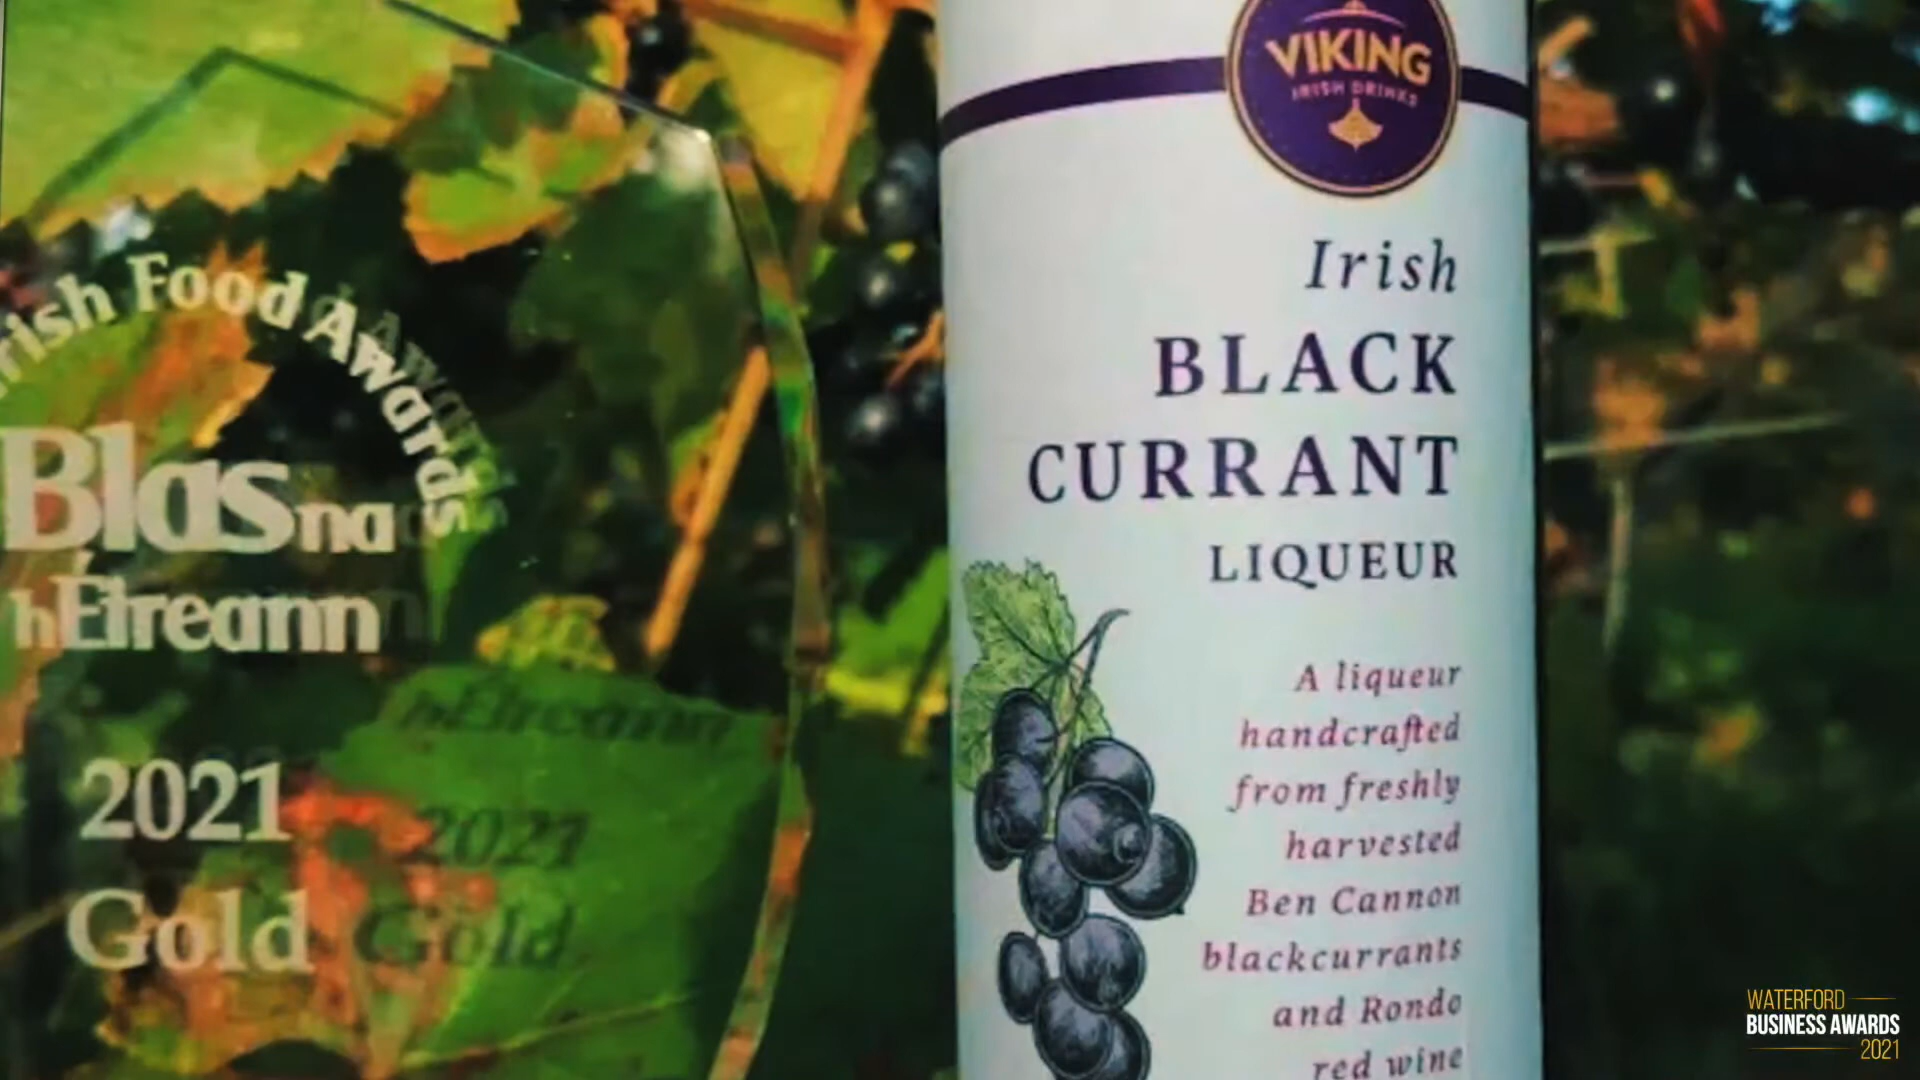 Irish Food Awards
Blas na
hÉireann
2021
Gold
VIKING
IRISH DRINKS
Irish
BLACK
CURRANT
LIQUEUR
A liqueur
handcrafted
from freshly
harvested
Ben Cannon
blackcurrants
and Rondo
red wine
WATERFORD
BUSINESS AWARDS
2021